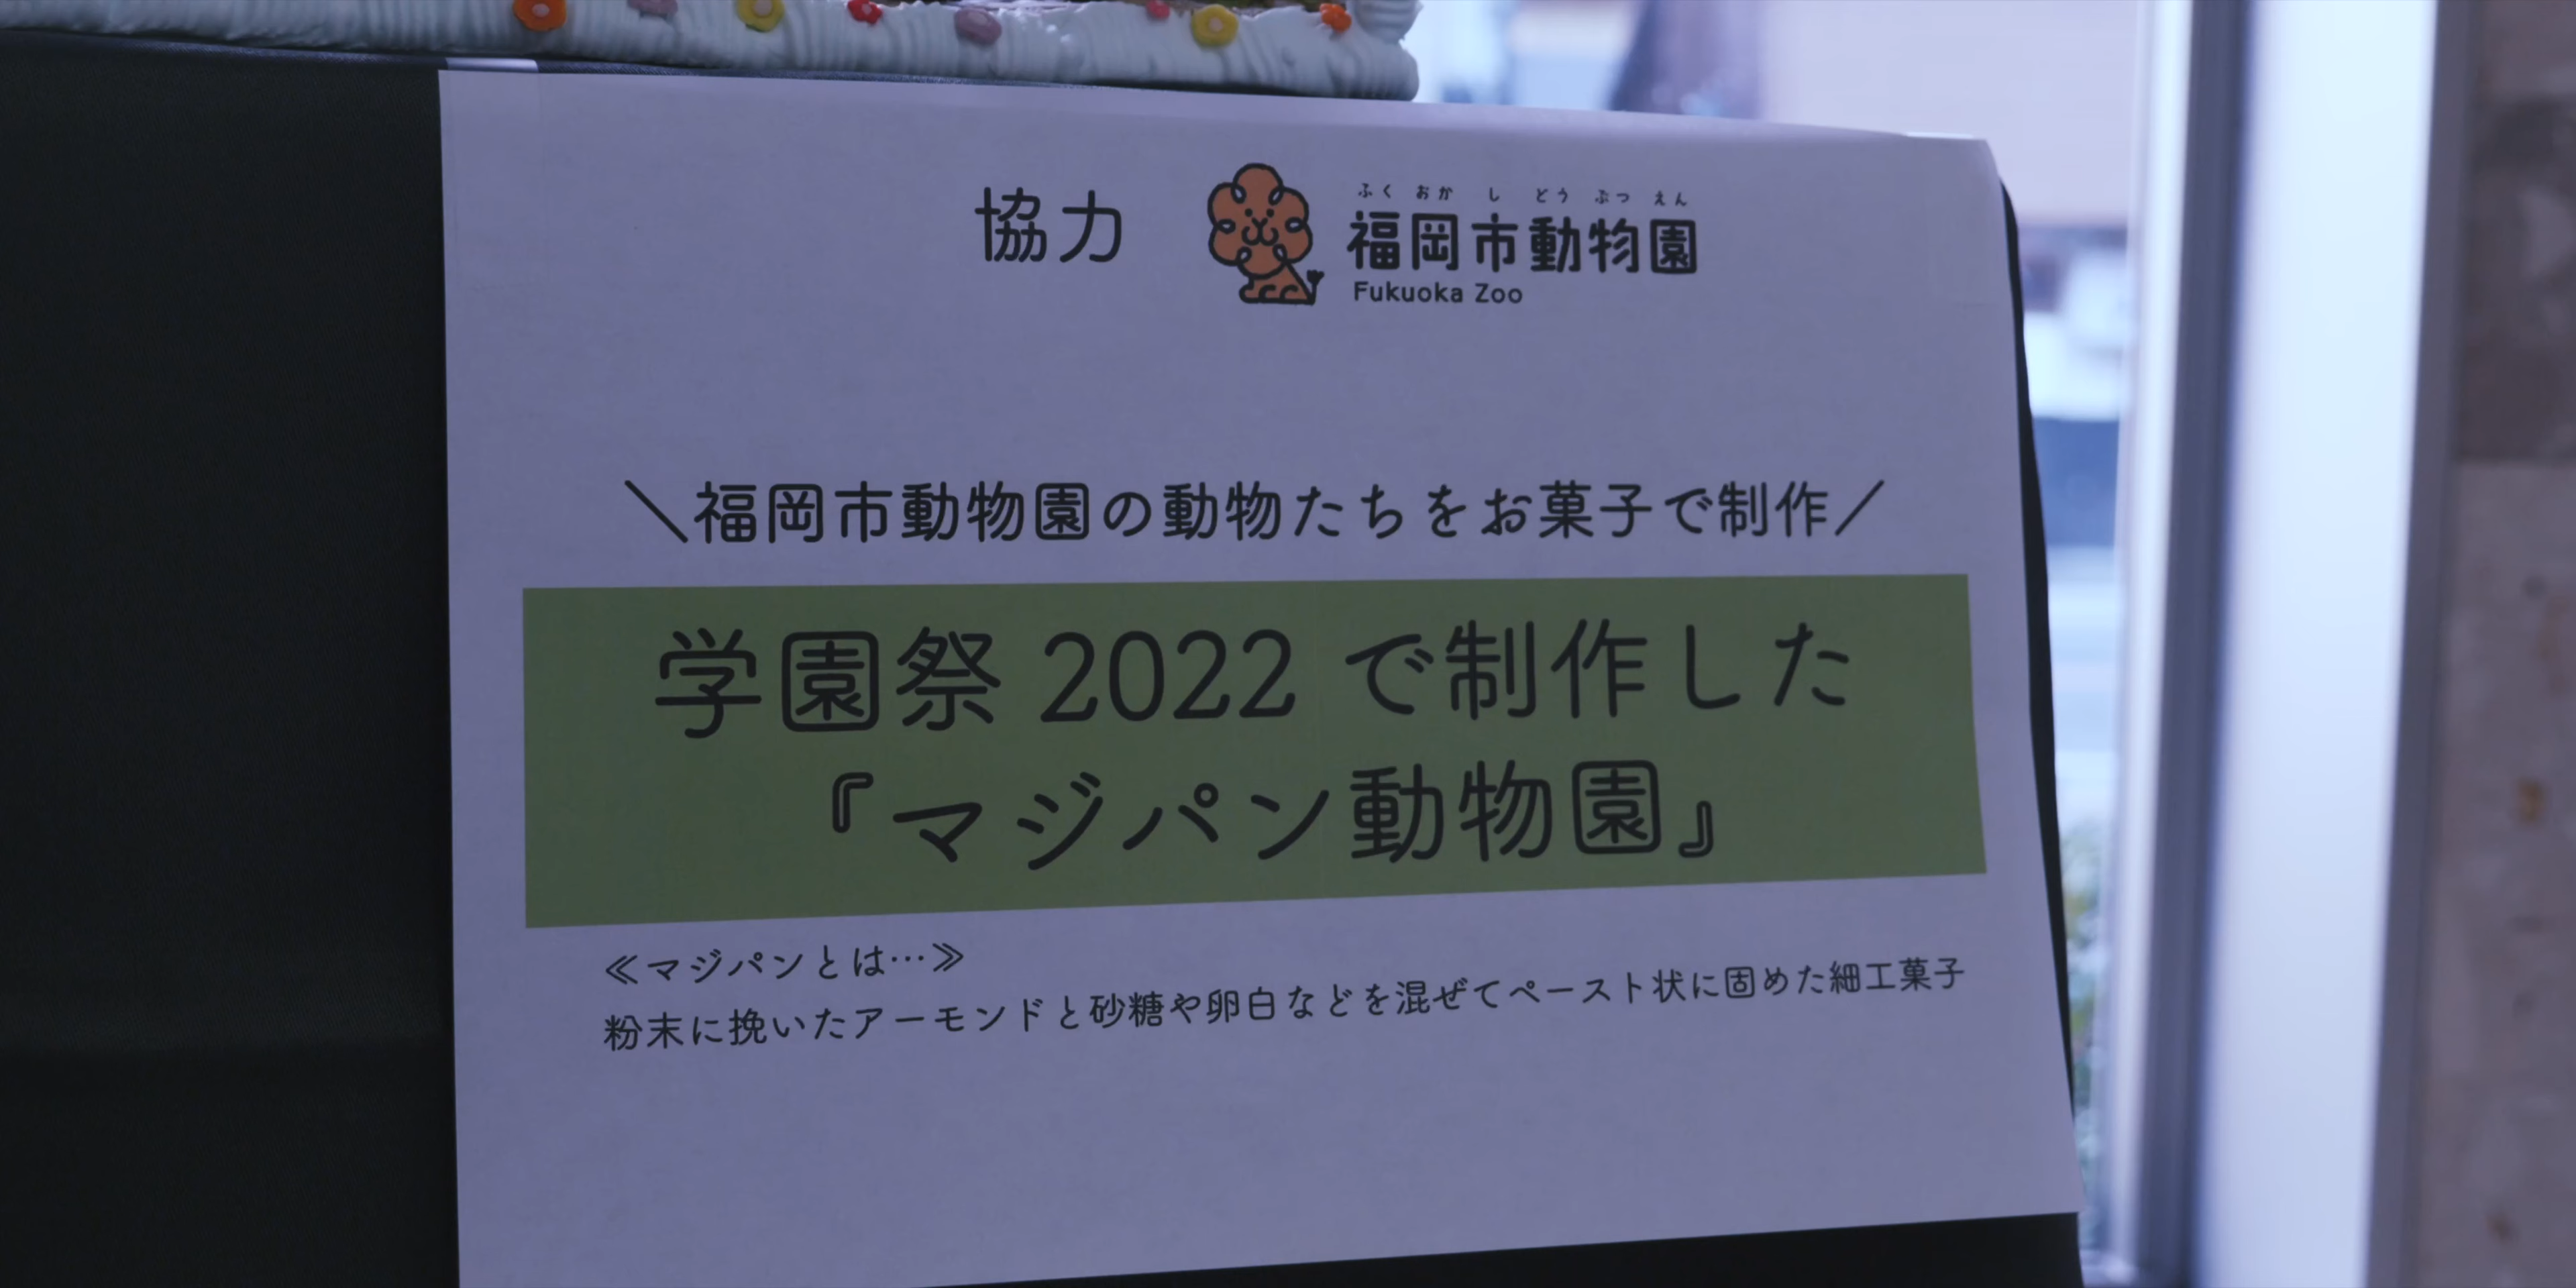 協力
ふくおかしどうぶつえん
福岡市動物園
Fukuoka Zoo
＼福岡市動物園の動物たちをお菓子で制作／
学園祭 2022 で制作した
『マジパン動物園』
≪マジパンとは…≫
粉末に挽いたアーモンドと砂糖や卵白などを混ぜてペースト状に固めた細工菓子